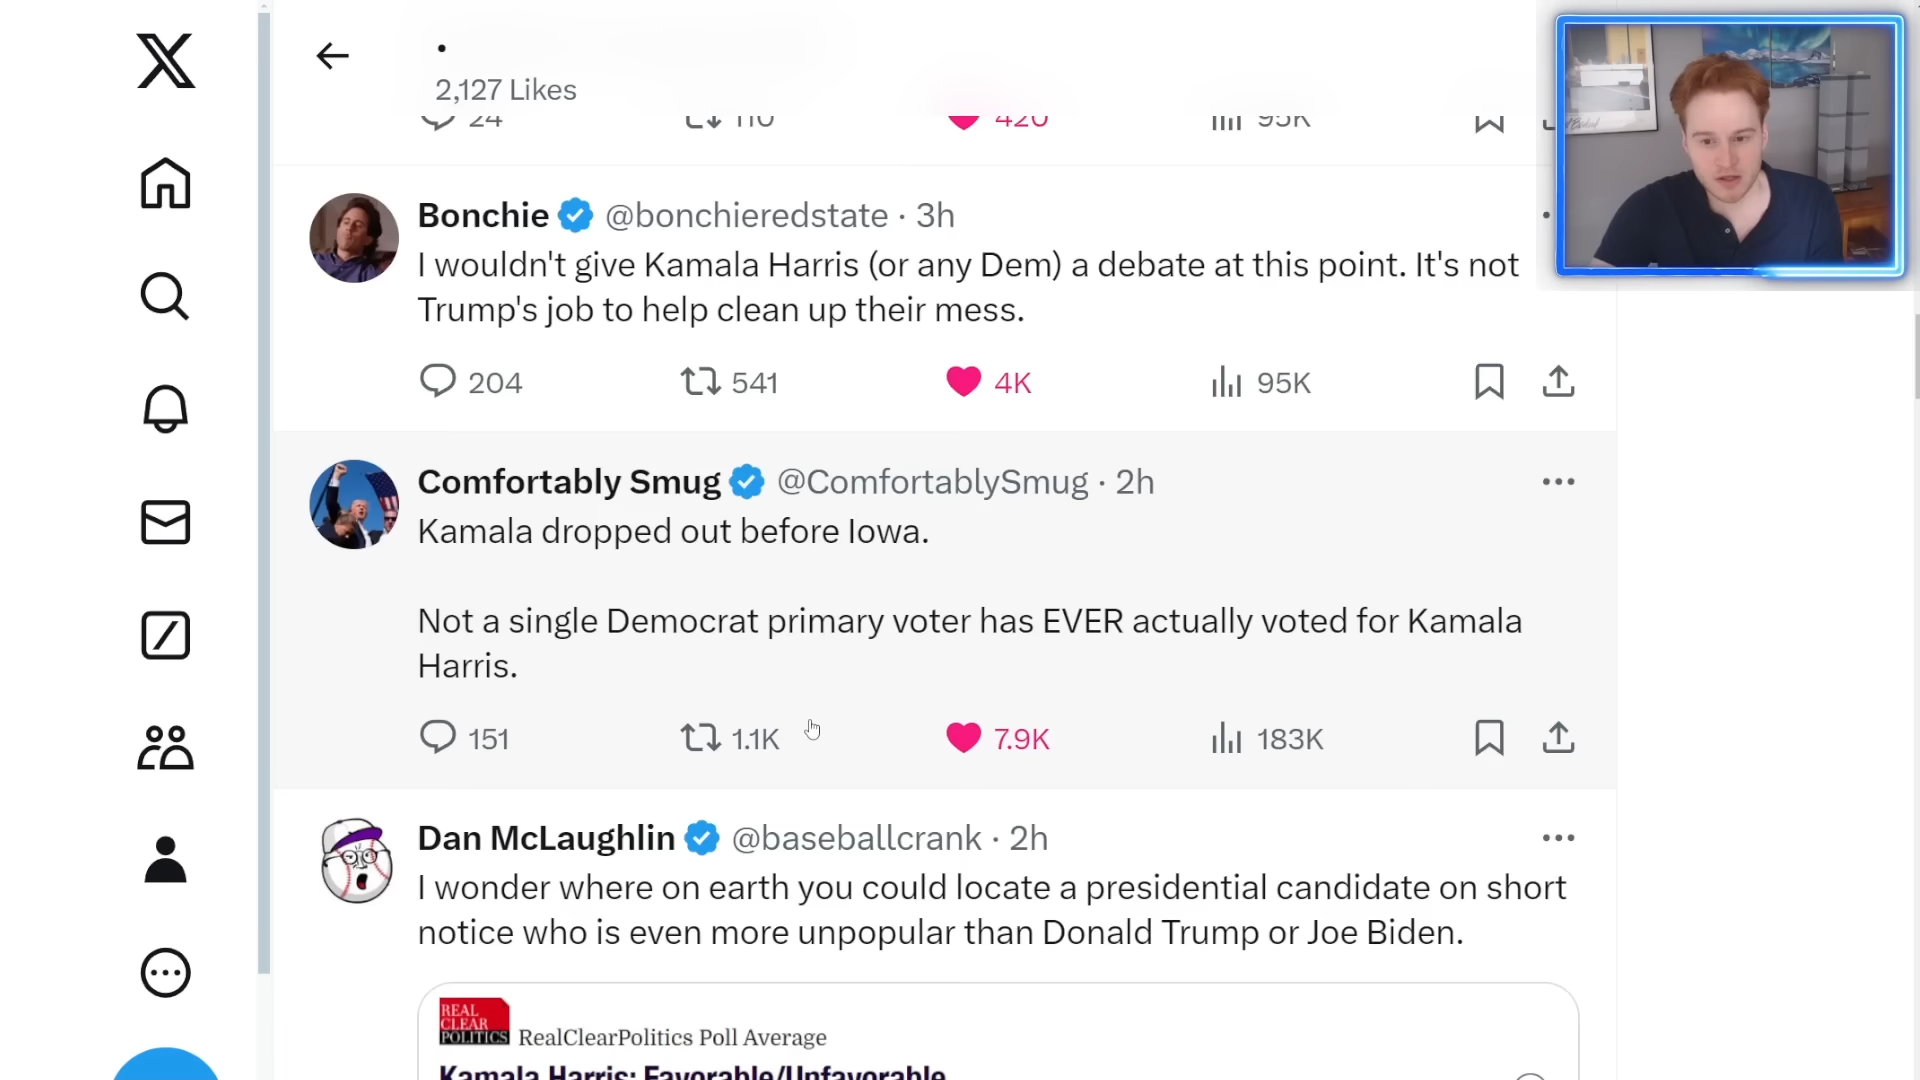 2,127 Likes
24 110 420 95K
Bonchie @bonchieredstate · 3h
I wouldn't give Kamala Harris (or any Dem) a debate at this point. It's not
Trump's job to help clean up their mess.
204 541 4K 95K
Comfortably Smug @ComfortablySmug · 2h
Kamala dropped out before Iowa.
Not a single Democrat primary voter has EVER actually voted for Kamala
Harris.
151 1.1K 7.9K 183K
Dan McLaughlin @baseballcrank · 2h
I wonder where on earth you could locate a presidential candidate on short
notice who is even more unpopular than Donald Trump or Joe Biden.
REAL
CLEAR
POLITICS
RealClearPolitics Poll Average
Kamala Harris: Favorable/Unfavorable